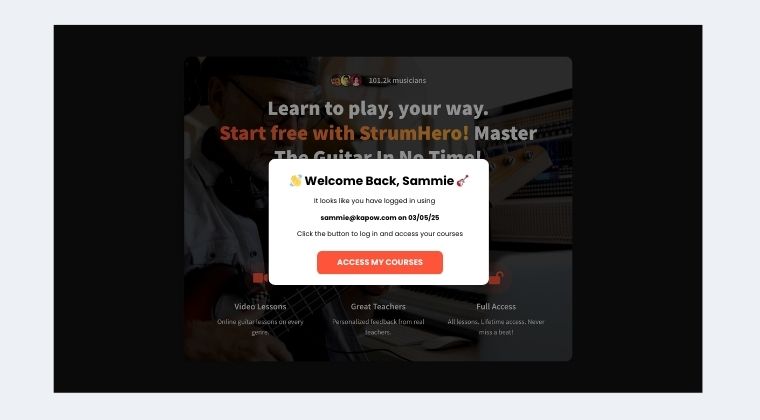 101.2k musicians
Learn to play, your way.
Start free with StrumHero! Master
The Guitar In No Time!
👋 Welcome Back, Sammie 🎸
It looks like you have logged in using
sammie@kapow.com on 03/05/25
Click the button to log in and access your courses
ACCESS MY COURSES
Video Lessons
Great Teachers
Full Access
Online guitar lessons on every
genre.
Personalized feedback from real
teachers.
All lessons. Lifetime access. Never
miss a beat!